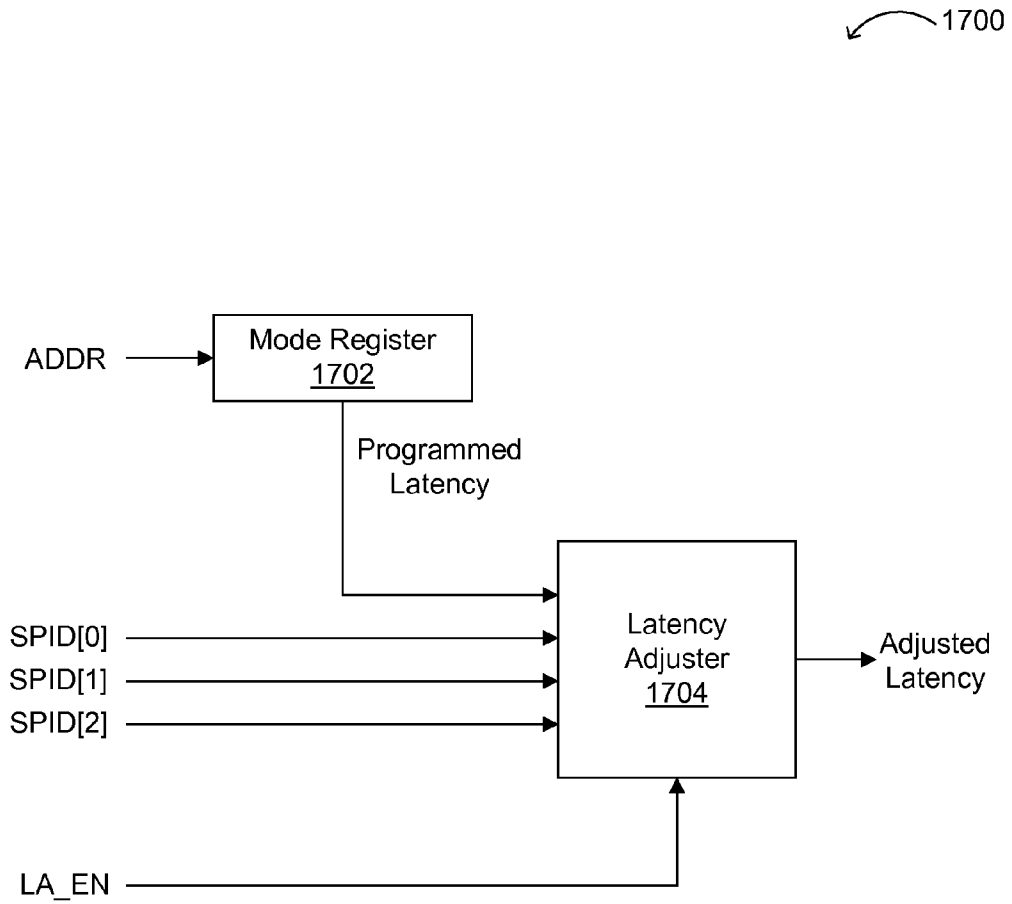 1700
Mode Register
1702
ADDR
Programmed
Latency
SPID[0]
SPID[1]
SPID[2]
Latency
Adjuster
1704
Adjusted
Latency
LA_EN